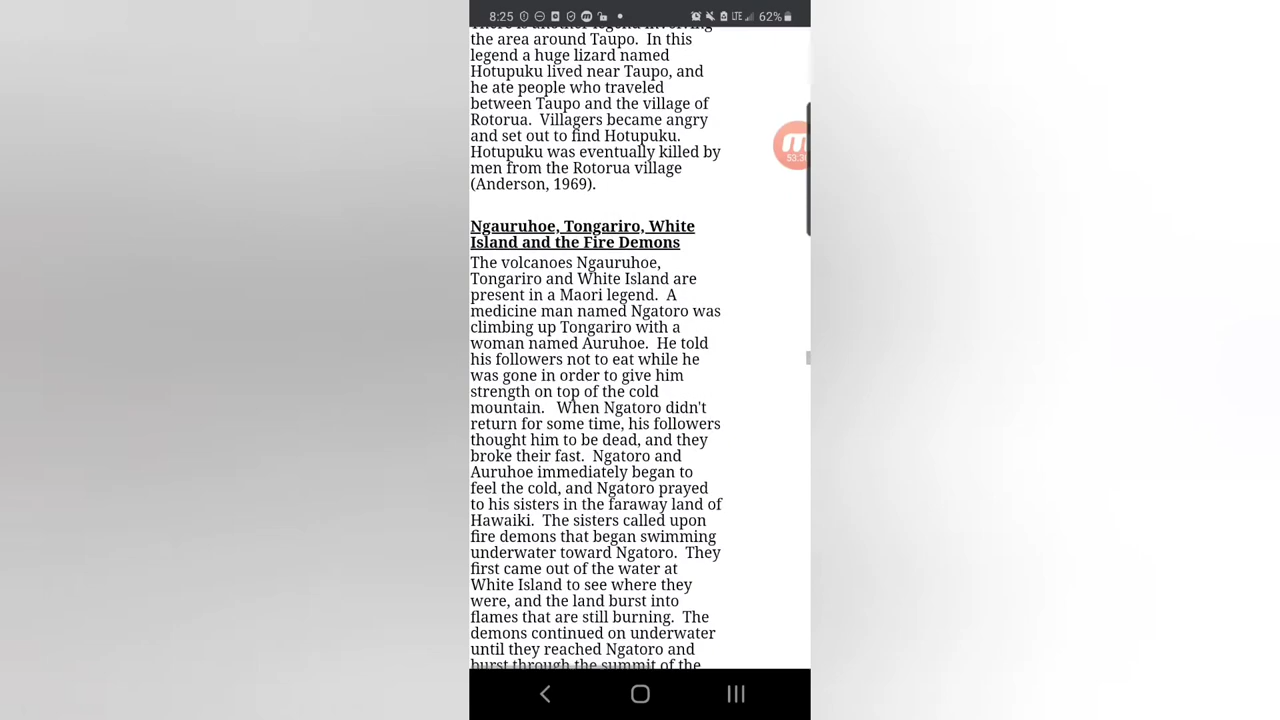 8:25
LTE 62%
the area around Taupo.  In this
legend a huge lizard named
Hotupuku lived near Taupo, and
he ate people who traveled
between Taupo and the village of
Rotorua.  Villagers became angry
and set out to find Hotupuku.
Hotupuku was eventually killed by
men from the Rotorua village
(Anderson, 1969).
Ngauruhoe, Tongariro, White
Island and the Fire Demons
The volcanoes Ngauruhoe,
Tongariro and White Island are
present in a Maori legend.  A
medicine man named Ngatoro was
climbing up Tongariro with a
woman named Auruhoe.  He told
his followers not to eat while he
was gone in order to give him
strength on top of the cold
mountain.   When Ngatoro didn't
return for some time, his followers
thought him to be dead, and they
broke their fast.  Ngatoro and
Auruhoe immediately began to
feel the cold, and Ngatoro prayed
to his sisters in the faraway land of
Hawaiki.  The sisters called upon
fire demons that began swimming
underwater toward Ngatoro.  They
first came out of the water at
White Island to see where they
were, and the land burst into
flames that are still burning.  The
demons continued on underwater
until they reached Ngatoro and
burst through the summit of the